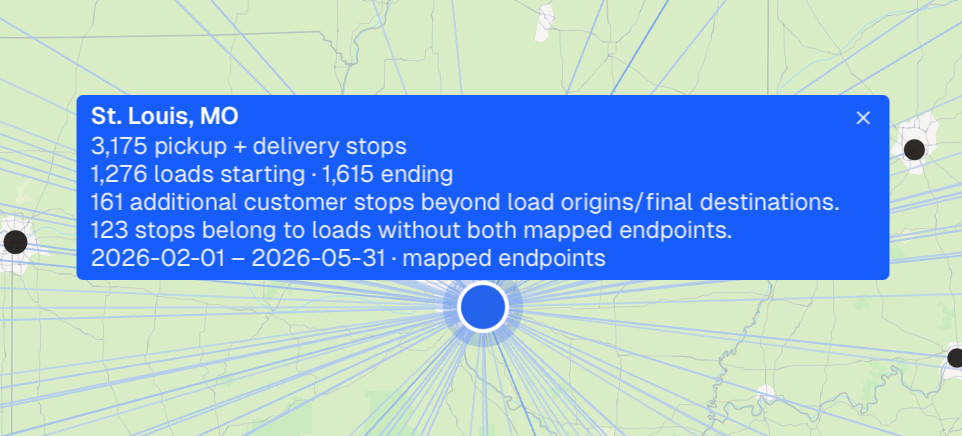 St. Louis, MO
3,175 pickup + delivery stops
1,276 loads starting · 1,615 ending
161 additional customer stops beyond load origins/final destinations.
123 stops belong to loads without both mapped endpoints.
2026-02-01 – 2026-05-31 · mapped endpoints